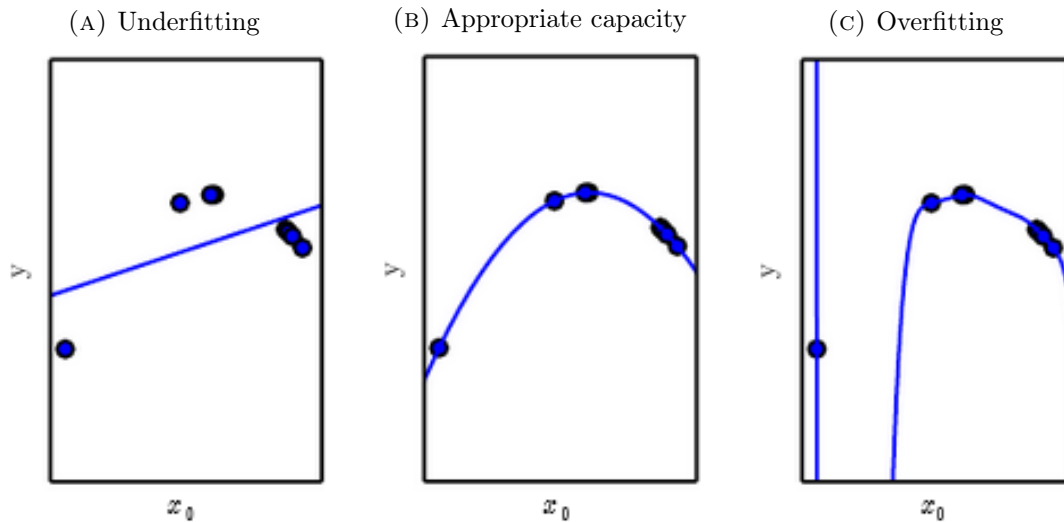 (A) Underfitting
(B) Appropriate capacity
(C) Overfitting
y
y
y
x₀
x₀
x₀